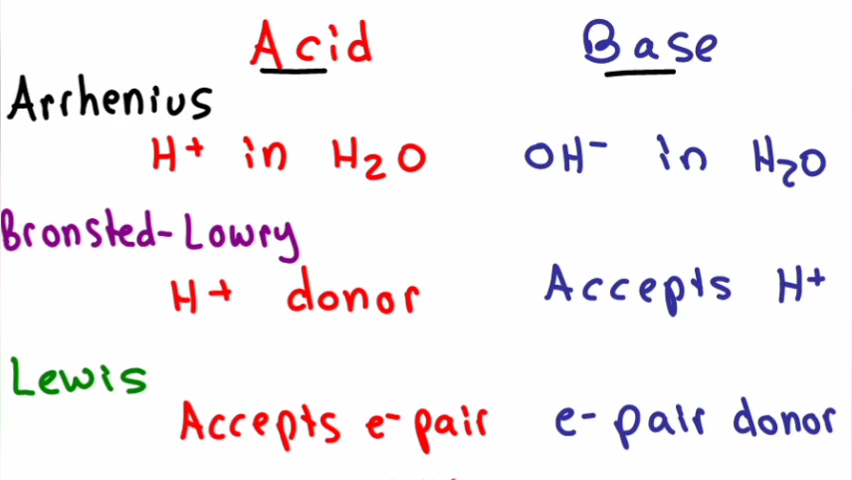 Acid Base
Arrhenius
H+ in H2O OH- in H2O
Bronsted-Lowry
H+ donor Accepts H+
Lewis
Accepts e- pair e- pair donor